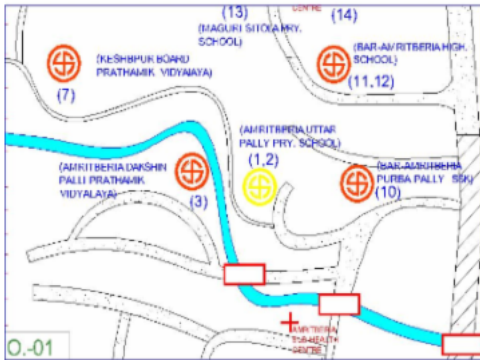 (13)
(MAGURI SITOLA PRY.
SCHOOL)
CENTRE
(14)
(KESHBPUR BOARD
PRATHAMIK VIDYALAYA)
(7)
(BAR-AMRITBERIA HIGH.
SCHOOL)
(11,12)
(AMRITBERIA UTTAR
PALLY PRY. SCHOOL)
(1,2)
(AMRITBERIA DAKSHIN
PALLI PRATHAMIK
VIDYALAYA)
(3)
(BAR-AMRITBERIA
PURBA PALLY SSK)
(10)
AMRITBERIA
SUB HEALTH
CENTRE
O.-01